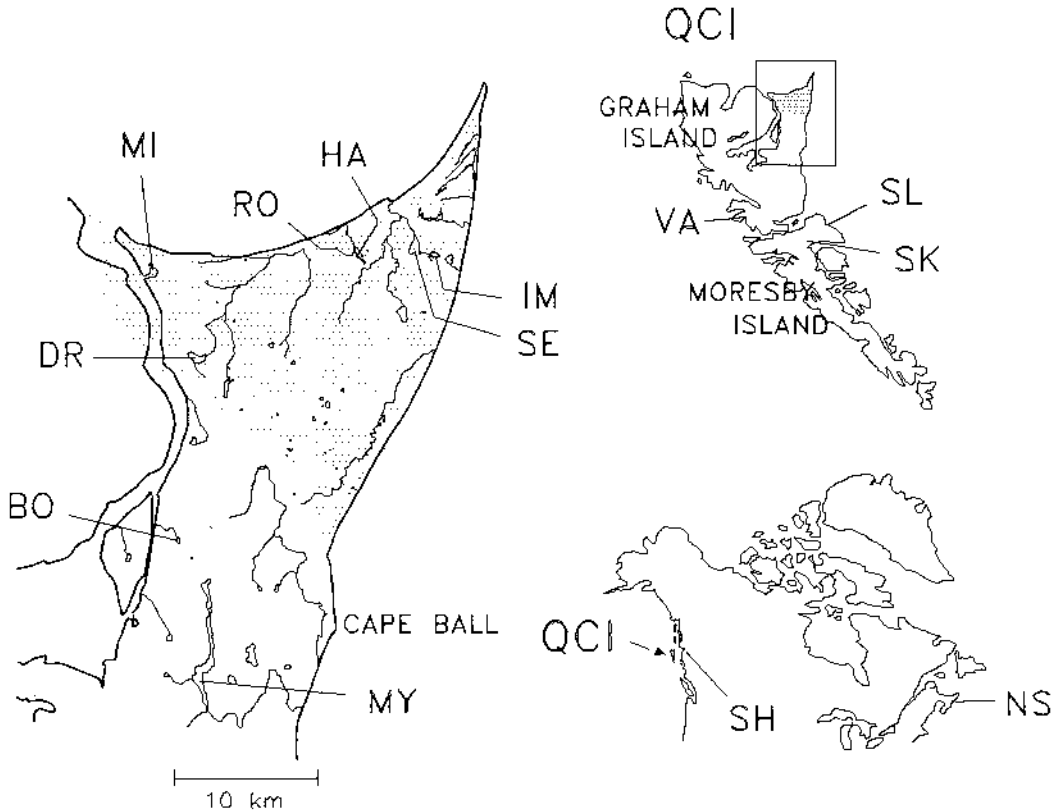 QCI
GRAHAM
ISLAND
MI
HA
RO
SL
VA
SK
IM
MORESBY
ISLAND
SE
DR
BO
CAPE BALL
QCI
MY
SH
NS
10 km